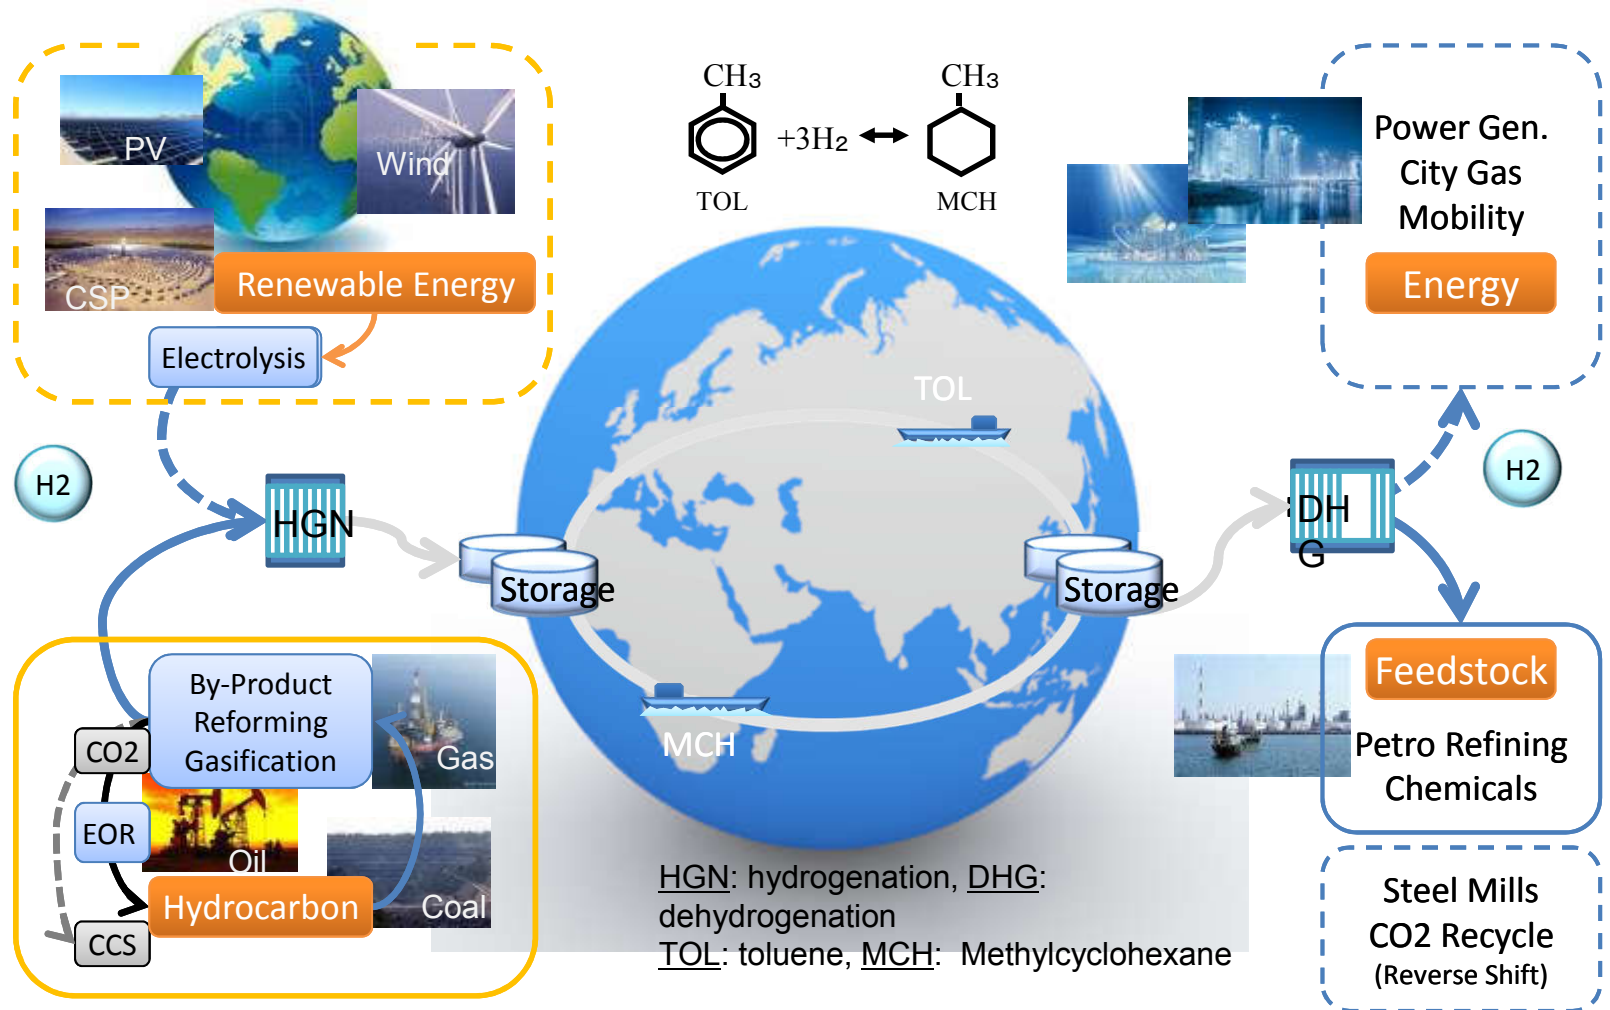 PV
Wind
CSP
Renewable Energy
Electrolysis
H2
HGN
By-Product
Reforming
Gasification
CO2
EOR
CCS
Oil
Gas
Coal
Hydrocarbon
CH3
+3H2
TOL
CH3
MCH
TOL
Storage
Storage
MCH
HGN: hydrogenation, DHG:
dehydrogenation
TOL: toluene, MCH: Methylcyclohexane
Power Gen.
City Gas
Mobility
Energy
H2
DH
G
Feedstock
Petro Refining
Chemicals
Steel Mills
CO2 Recycle
(Reverse Shift)